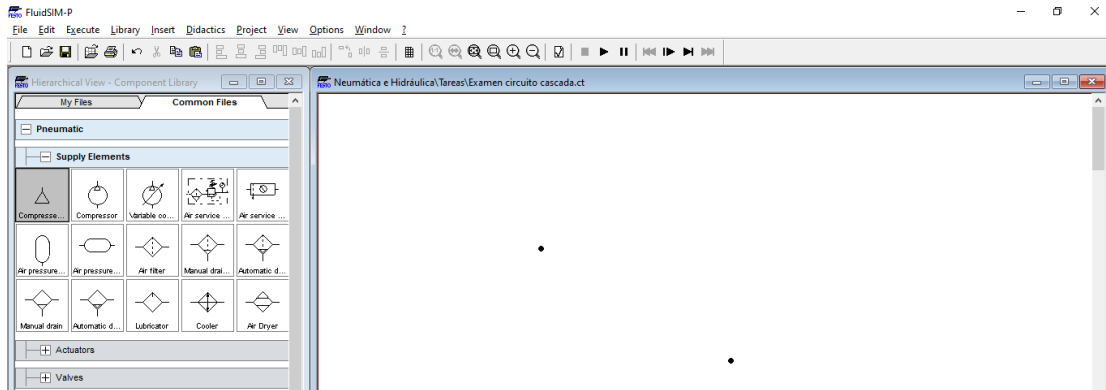 FluidSIM-P
File Edit Execute Library Insert Didactics Project View Options Window ?
Hierarchical View - Component Library
Neumática e Hidráulica\Tareas\Examen circuito cascada.ct
My Files Common Files
Pneumatic
Supply Elements
Compresse... Compressor Variable co... Air service ... Air service ...
Air pressure... Air pressure... Air filter Manual drai... Automatic d...
Manual drain Automatic d... Lubricator Cooler Air Dryer
Actuators
Valves